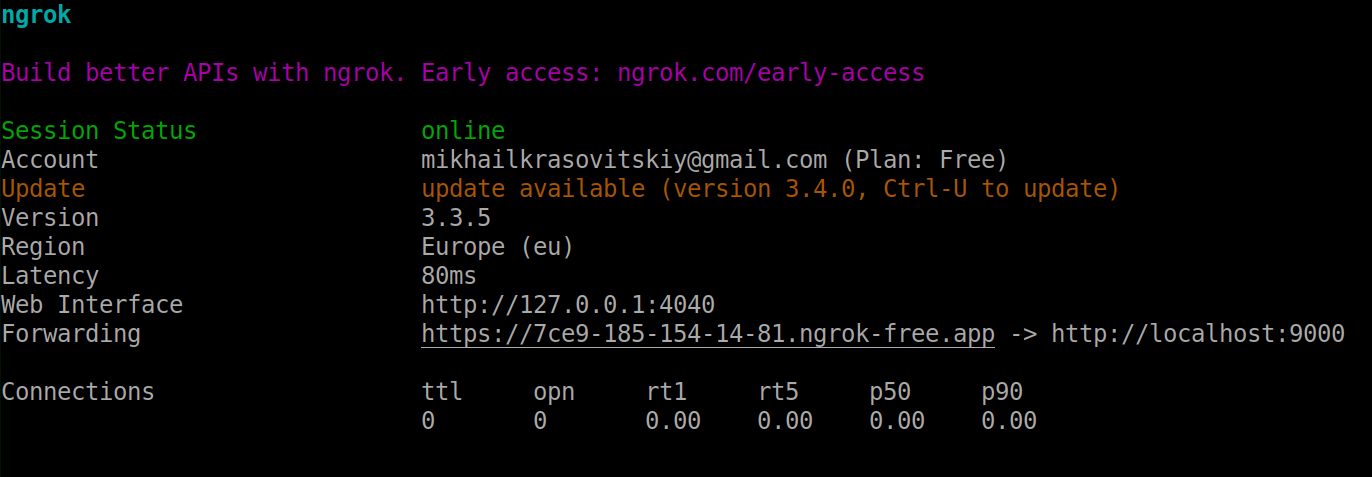 ngrok
Build better APIs with ngrok. Early access: ngrok.com/early-access
Session Status online
Account mikhailkrasovitskiy@gmail.com (Plan: Free)
Update update available (version 3.4.0, Ctrl-U to update)
Version 3.3.5
Region Europe (eu)
Latency 80ms
Web Interface http://127.0.0.1:4040
Forwarding https://7ce9-185-154-14-81.ngrok-free.app -> http://localhost:9000
Connections ttl opn rt1 rt5 p50 p90
0 0 0.00 0.00 0.00 0.00